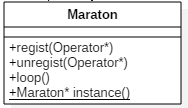 Maraton
+regist(Operator*)
+unregist(Operator*)
+loop()
+Maraton* instance()